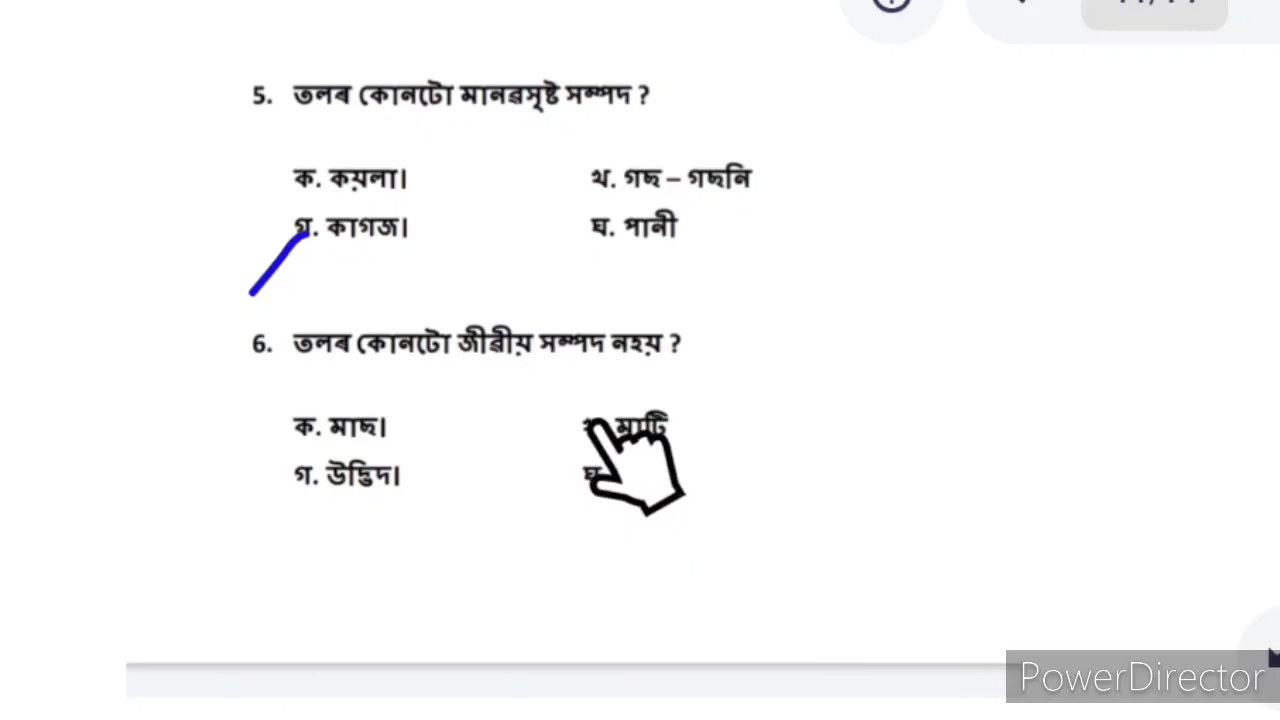 5. তলৰ কোনটো মানৱসৃষ্ট সম্পদ ?
ক. কয়লা। খ. গছ – গছনি
গ. কাগজ। ঘ. পানী
6. তলৰ কোনটো জীৱীয় সম্পদ নহয় ?
ক. মাছ। মাটি
গ. উদ্ভিদ। ঘ
PowerDirector